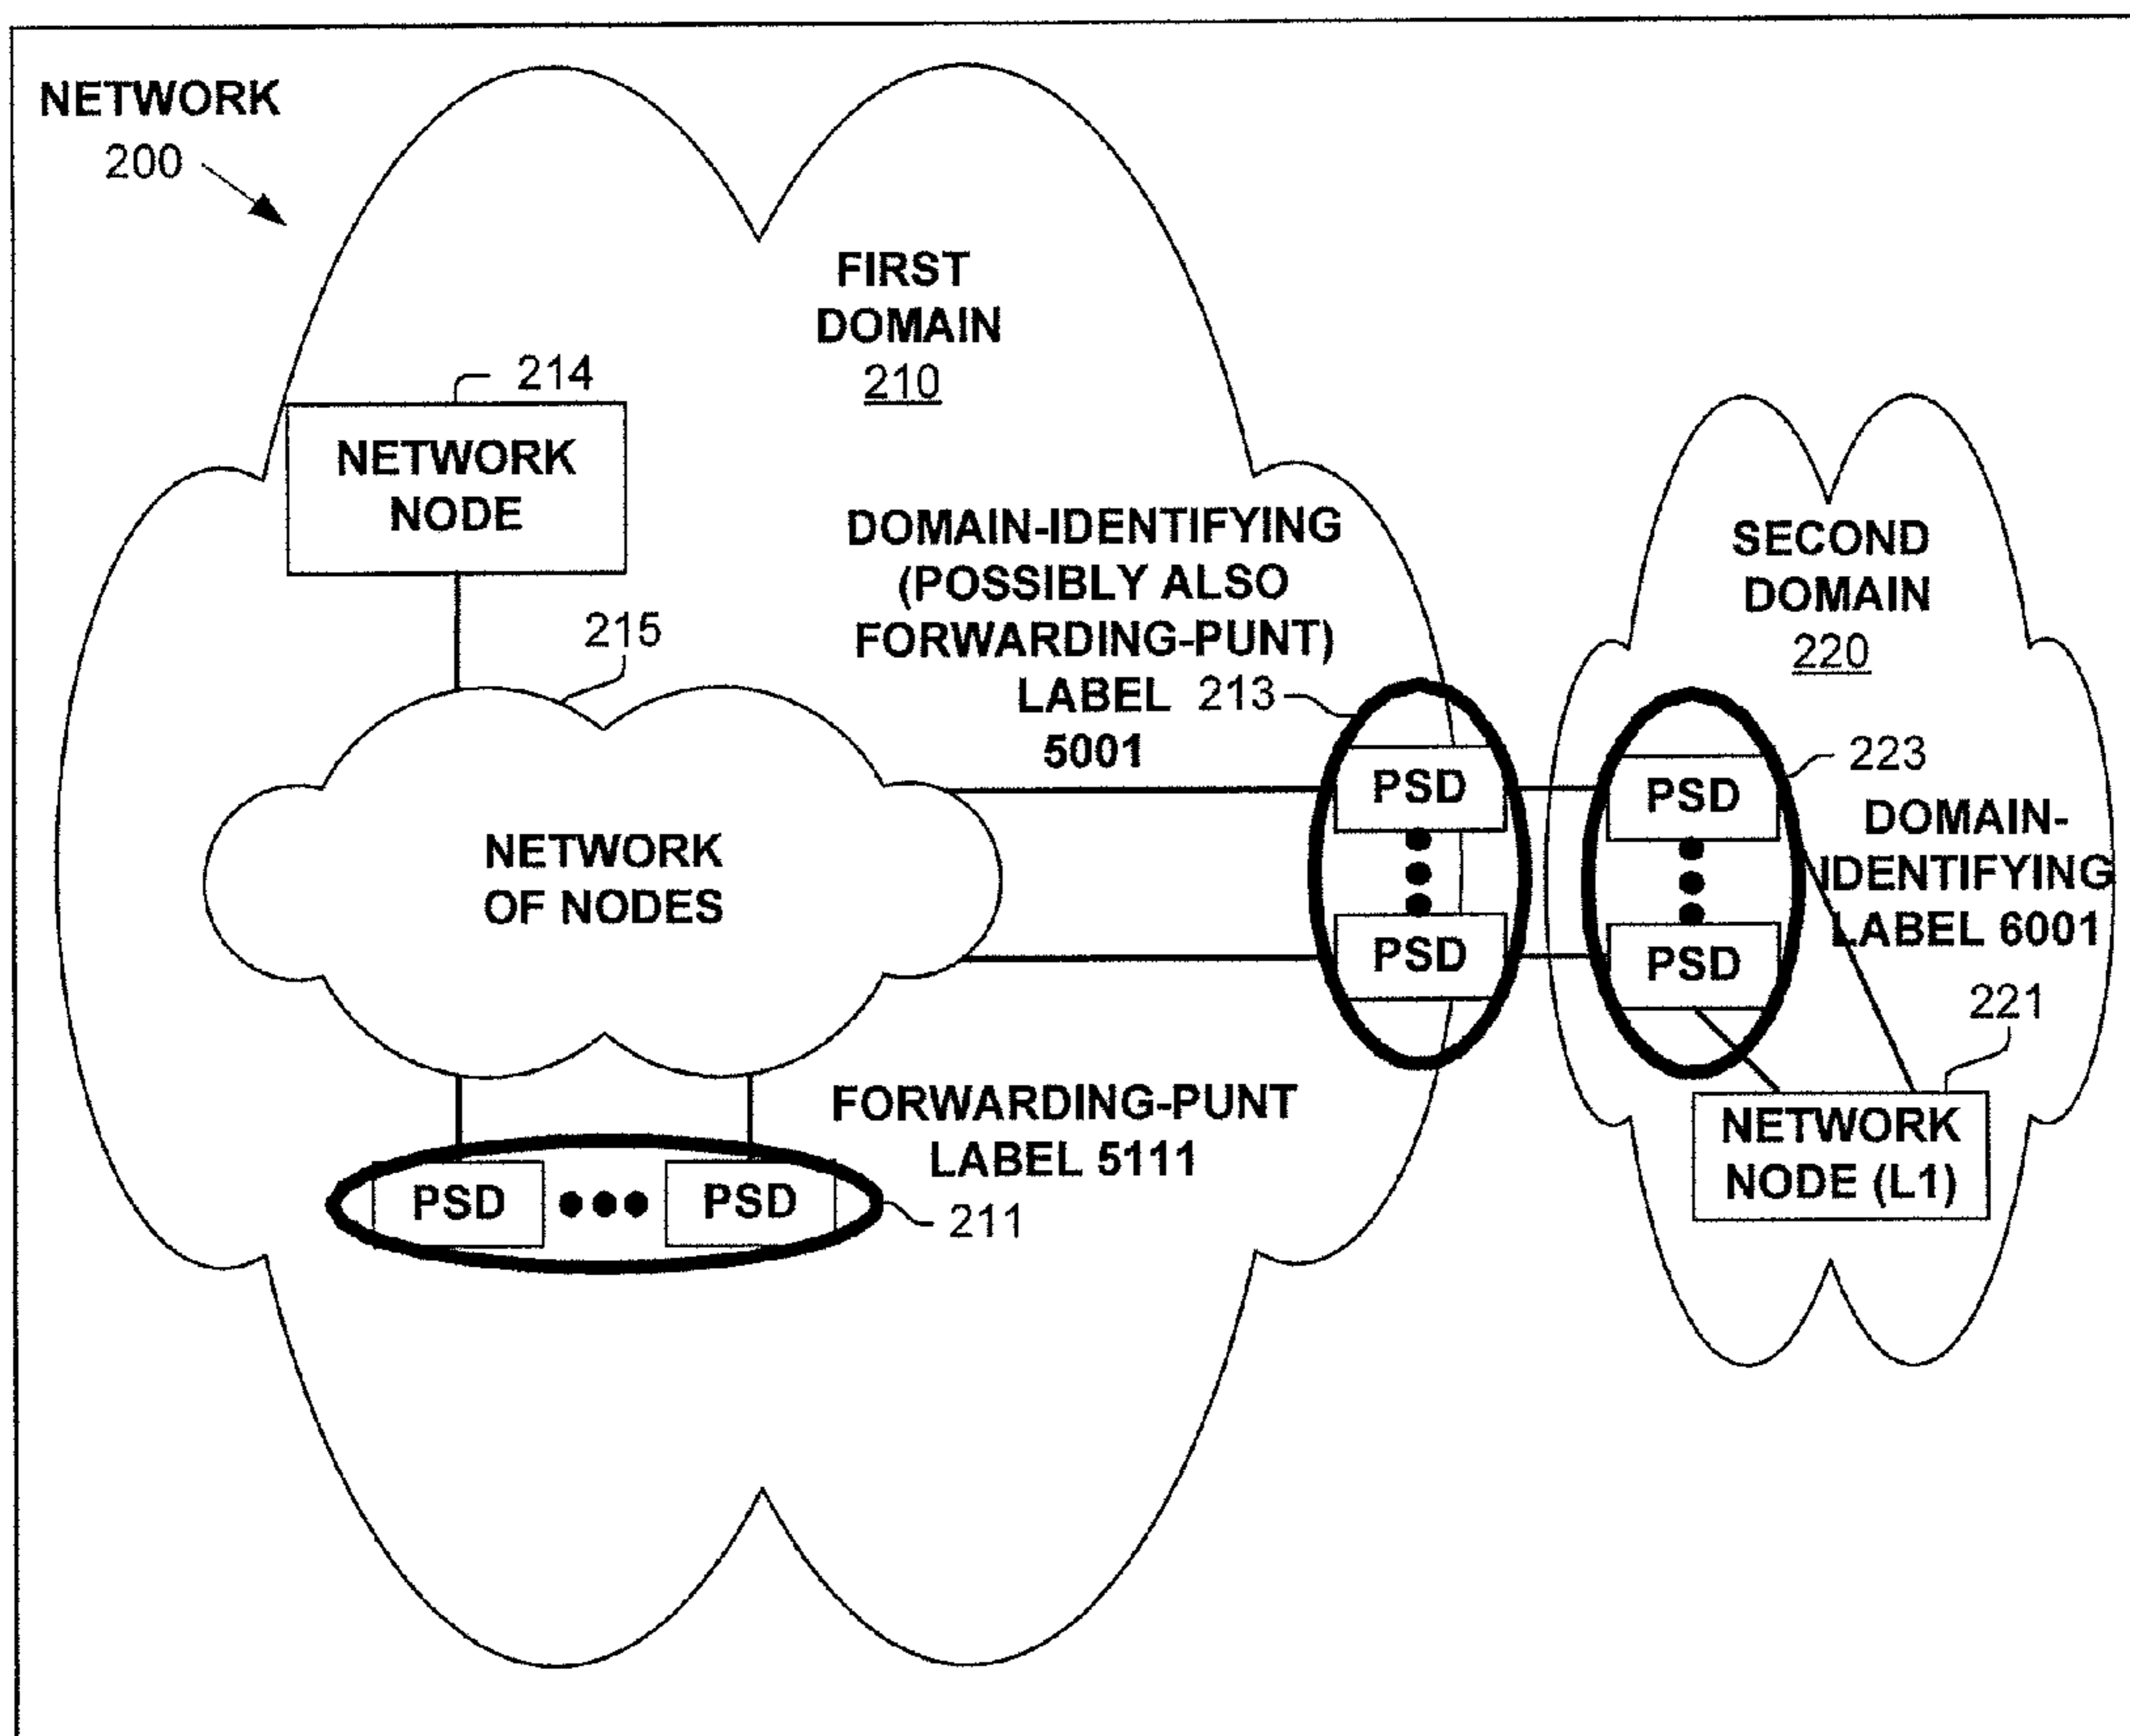 NETWORK
200
FIRST
DOMAIN
210
214
NETWORK
NODE
215
DOMAIN-IDENTIFYING
(POSSIBLY ALSO
FORWARDING-PUNT)
LABEL 213
5001
SECOND
DOMAIN
220
223
PSD
PSD
DOMAIN-
IDENTIFYING
LABEL 6001
NETWORK
OF NODES
PSD
PSD
221
FORWARDING-PUNT
LABEL 5111
NETWORK
NODE (L1)
PSD
PSD
211